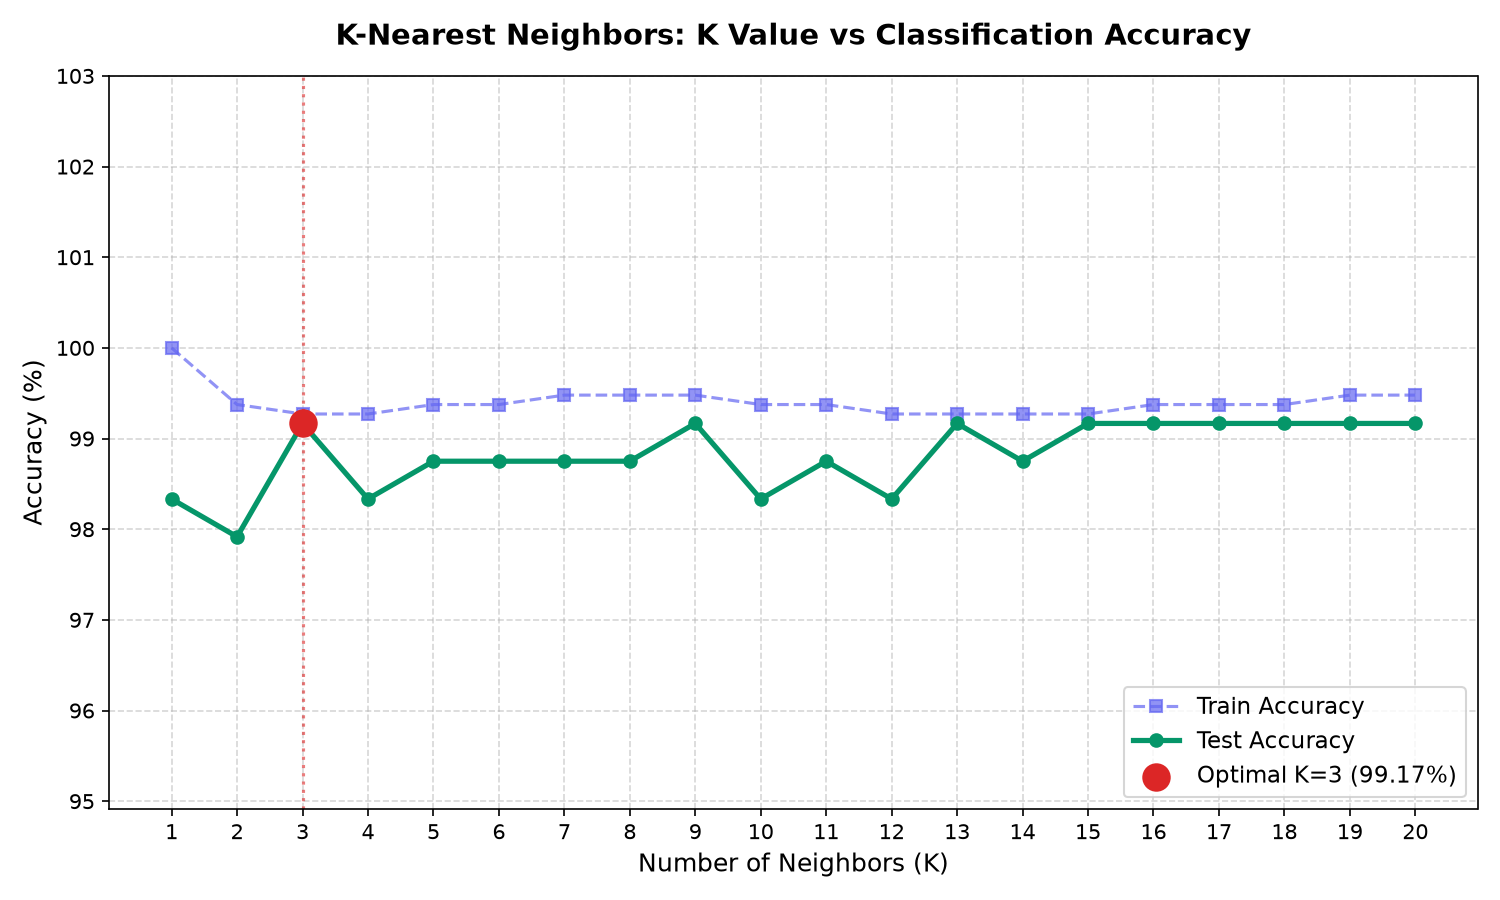 K-Nearest Neighbors: K Value vs Classification Accuracy
103
102
101
100
99
98
97
96
95
Accuracy (%)
Train Accuracy
Test Accuracy
Optimal K=3 (99.17%)
1 2 3 4 5 6 7 8 9 10 11 12 13 14 15 16 17 18 19 20
Number of Neighbors (K)